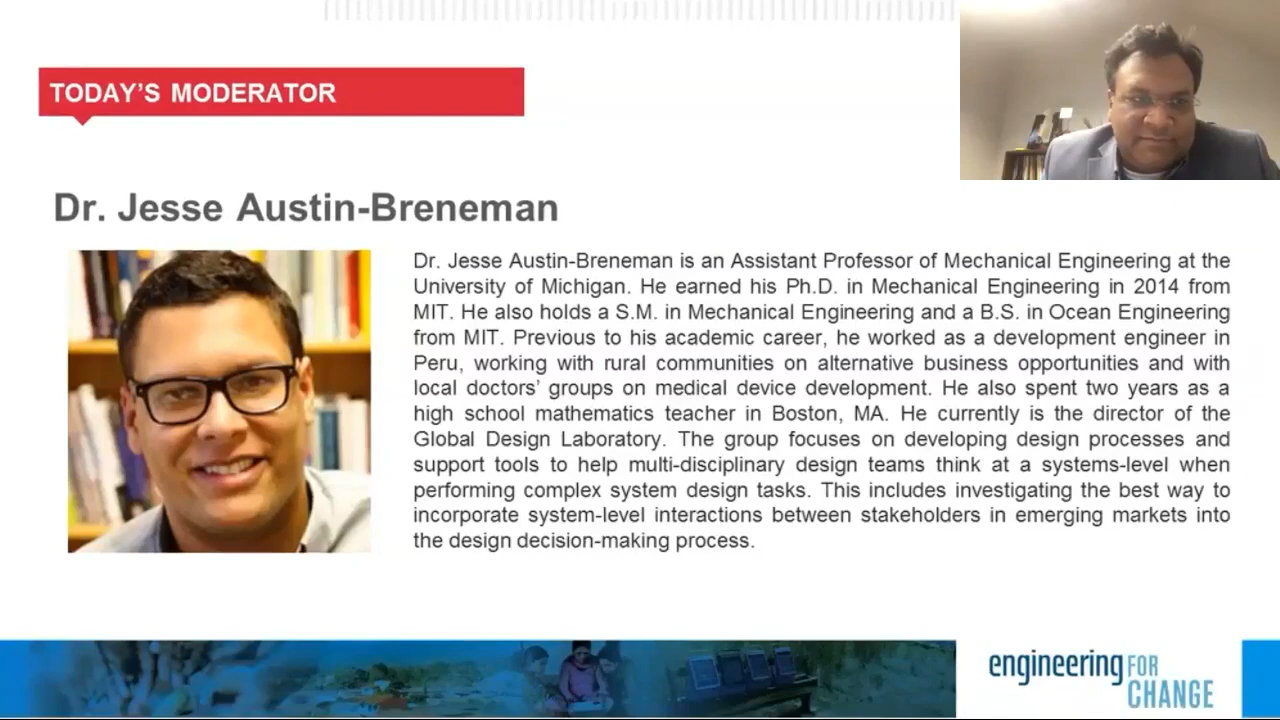 TODAY'S MODERATOR
Dr. Jesse Austin-Breneman
Dr. Jesse Austin-Breneman is an Assistant Professor of Mechanical Engineering at the
University of Michigan. He earned his Ph.D. in Mechanical Engineering in 2014 from
MIT. He also holds a S.M. in Mechanical Engineering and a B.S. in Ocean Engineering
from MIT. Previous to his academic career, he worked as a development engineer in
Peru, working with rural communities on alternative business opportunities and with
local doctors' groups on medical device development. He also spent two years as a
high school mathematics teacher in Boston, MA. He currently is the director of the
Global Design Laboratory. The group focuses on developing design processes and
support tools to help multi-disciplinary design teams think at a systems-level when
performing complex system design tasks. This includes investigating the best way to
incorporate system-level interactions between stakeholders in emerging markets into
the design decision-making process.
engineering FOR
CHANGE